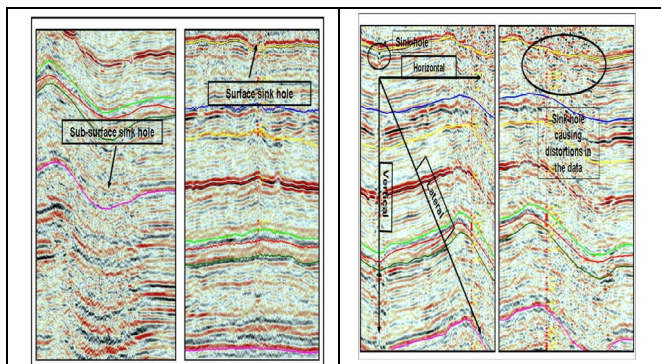 Sub-surface sink hole
Surface sink hole
Sink-hole
Horizontal
Vertical
Lateral
Sink-hole
causing
distortions in
the data